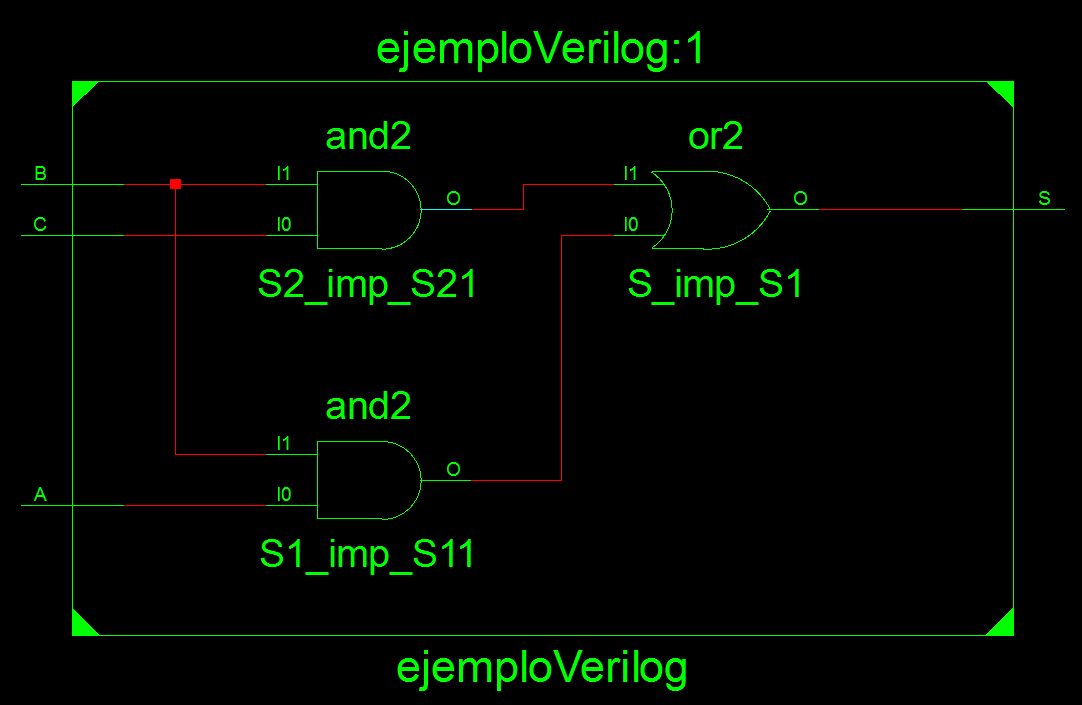 ejemploVerilog:1
and2
or2
B
I1
O
I1
O
S
C
I0
I0
S2_imp_S21
S_imp_S1
and2
I1
O
A
I0
S1_imp_S11
ejemploVerilog